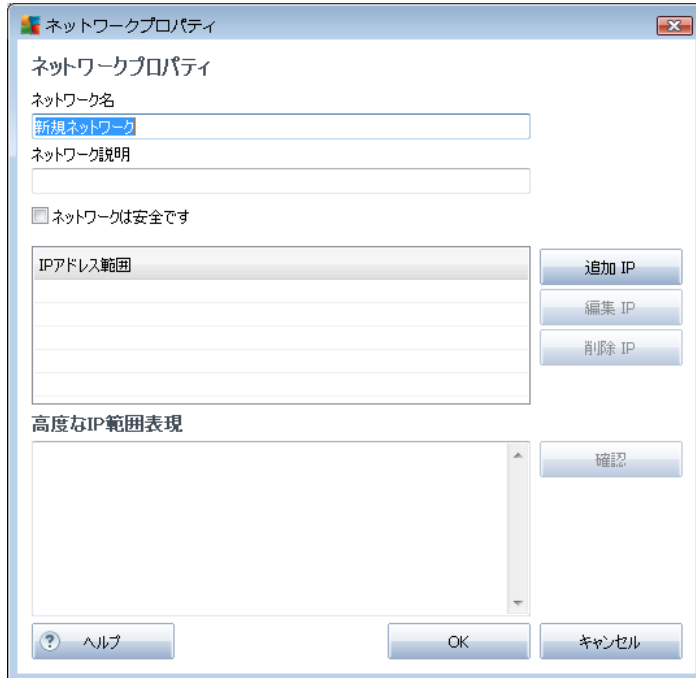 ネットワークプロパティ
ネットワークプロパティ
ネットワーク名
新規ネットワーク
ネットワーク説明
ネットワークは安全です
IPアドレス範囲
追加 IP
編集 IP
削除 IP
高度なIP範囲表現
確認
? ヘルプ
OK
キャンセル